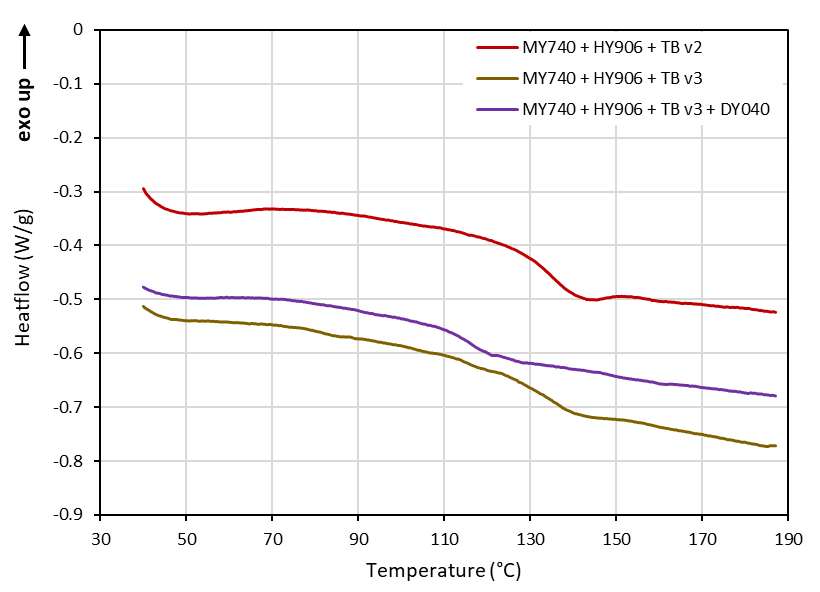 exo up
Heatflow (W/g)
0
-0.1
-0.2
-0.3
-0.4
-0.5
-0.6
-0.7
-0.8
-0.9
MY740 + HY906 + TB v2
MY740 + HY906 + TB v3
MY740 + HY906 + TB v3 + DY040
30 50 70 90 110 130 150 170 190
Temperature (°C)